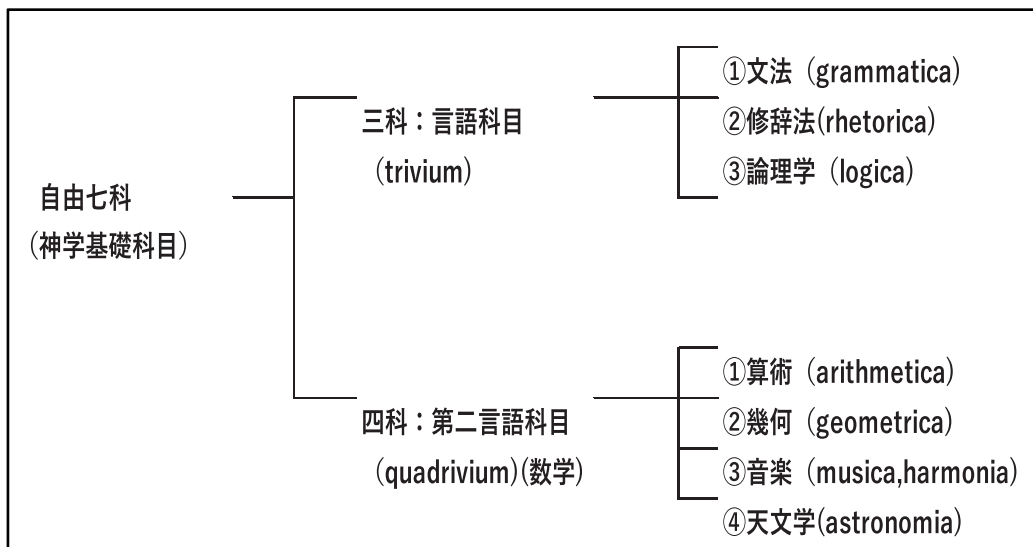 自由七科
(神学基礎科目)
三科：言語科目
(trivium)
①文法 (grammatica)
②修辞法(rhetorica)
③論理学 (logica)
四科：第二言語科目
(quadrivium)(数学)
①算術 (arithmetica)
②幾何 (geometrica)
③音楽 (musica,harmonia)
④天文学(astronomia)